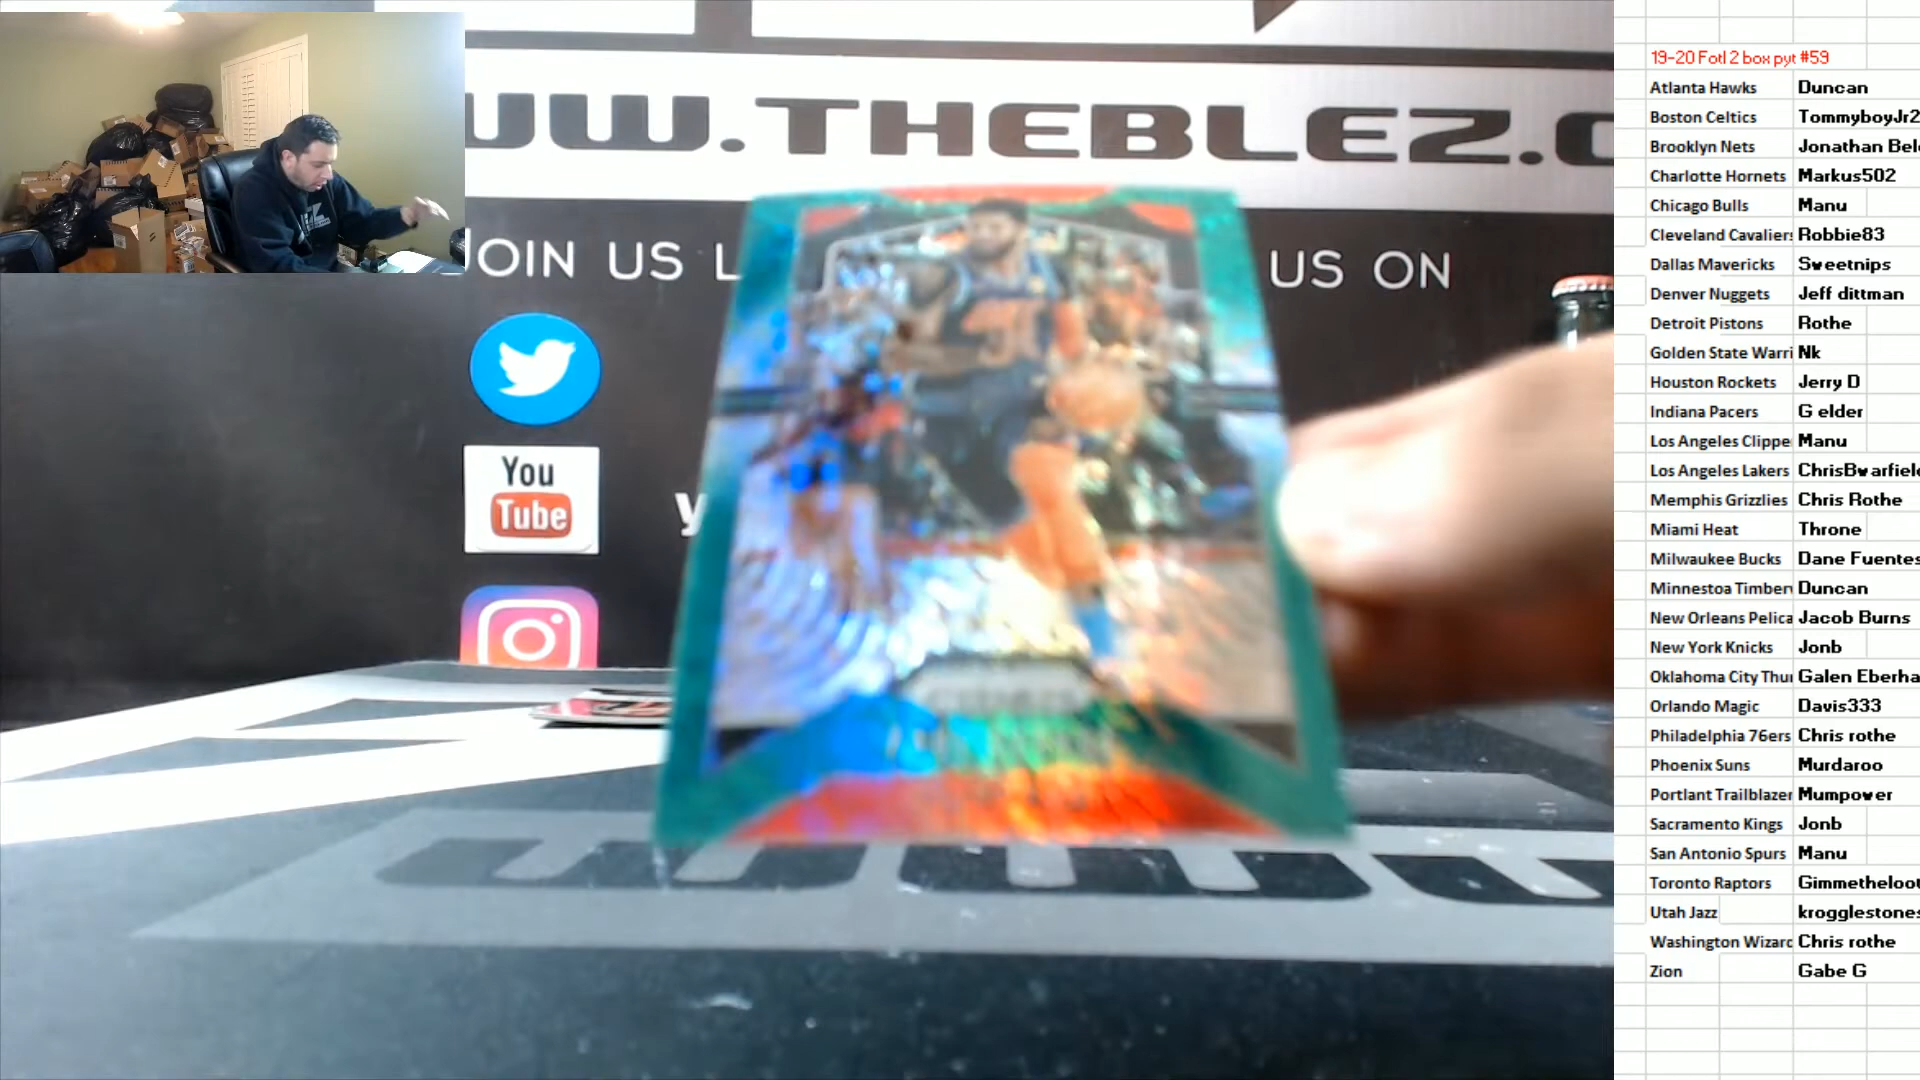 WW.THEBLEZ.C
JOIN US L
US ON
You
Tube
y
19-20 Fotl 2 box pyt #59
Atlanta Hawks Duncan
Boston Celtics TommyboyJr2
Brooklyn Nets Jonathan Bel
Charlotte Hornets Markus502
Chicago Bulls Manu
Cleveland Cavaliers Robbie83
Dallas Mavericks Sweetnips
Denver Nuggets Jeff dittman
Detroit Pistons Rothe
Golden State Warri Nk
Houston Rockets Jerry D
Indiana Pacers G elder
Los Angeles Clippe Manu
Los Angeles Lakers ChrisBwarfield
Memphis Grizzlies Chris Rothe
Miami Heat Throne
Milwaukee Bucks Dane Fuentes
Minnestoa Timberv Duncan
New Orleans Pelica Jacob Burns
New York Knicks Jonb
Oklahoma City Thu Galen Eberha
Orlando Magic Davis333
Philadelphia 76ers Chris rothe
Phoenix Suns Murdaroo
Portlant Trailblazer Mumpower
Sacramento Kings Jonb
San Antonio Spurs Manu
Toronto Raptors Gimmetheloot
Utah Jazz krogglestones
Washington Wizard Chris rothe
Zion Gabe G